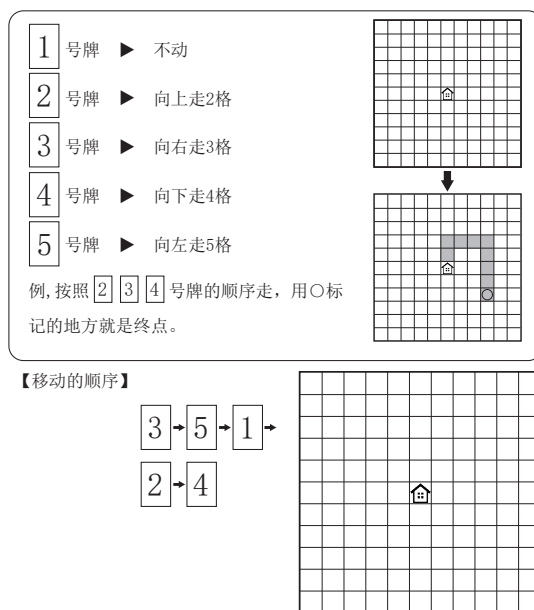 1 号牌 ▶ 不动
2 号牌 ▶ 向上走2格
3 号牌 ▶ 向右走3格
4 号牌 ▶ 向下走4格
5 号牌 ▶ 向左走5格
例,按照 2 3 4 号牌的顺序走，用○标
记的地方就是终点。
【移动的顺序】
3→5→1→
2→4